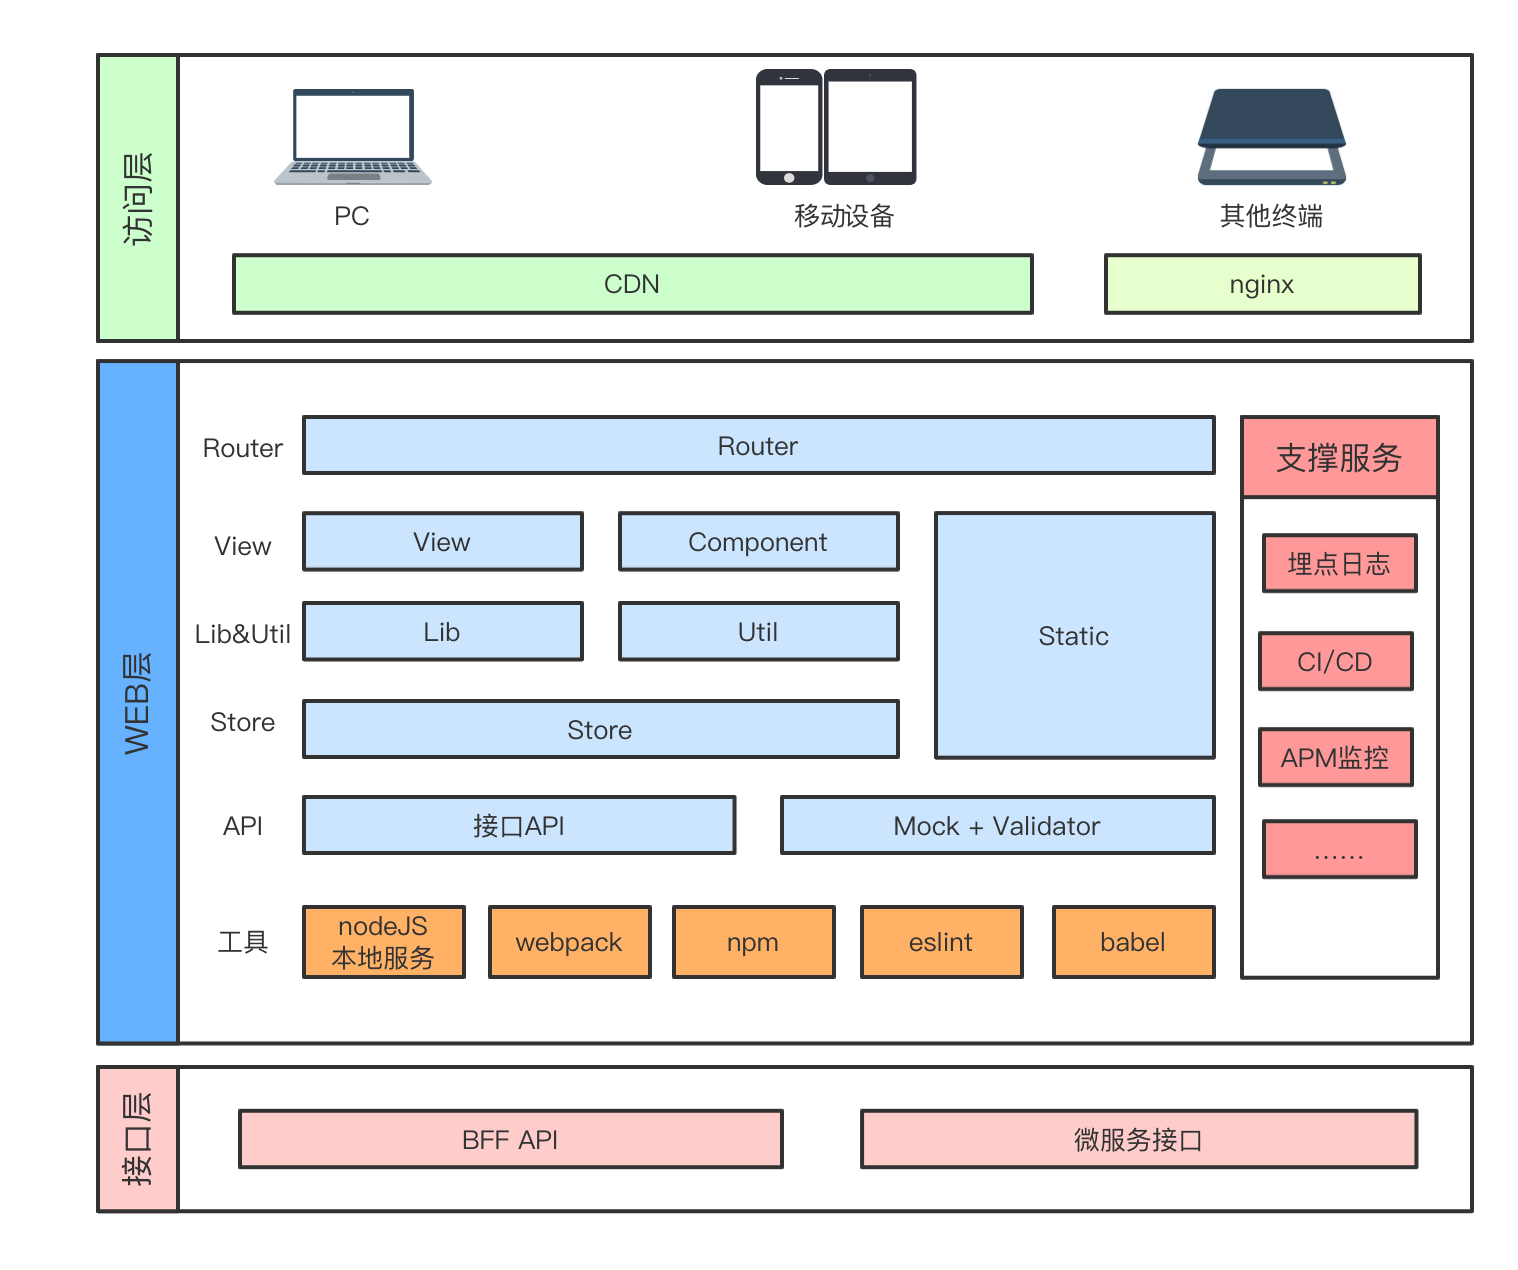 访问层
PC
移动设备
其他终端
CDN
nginx
WEB层
Router
Router
View
View
Component
Lib&Util
Lib
Util
Static
Store
Store
API
接口API
Mock + Validator
工具
nodeJS
本地服务
webpack
npm
eslint
babel
支撑服务
埋点日志
CI/CD
APM监控
……
接口层
BFF API
微服务接口